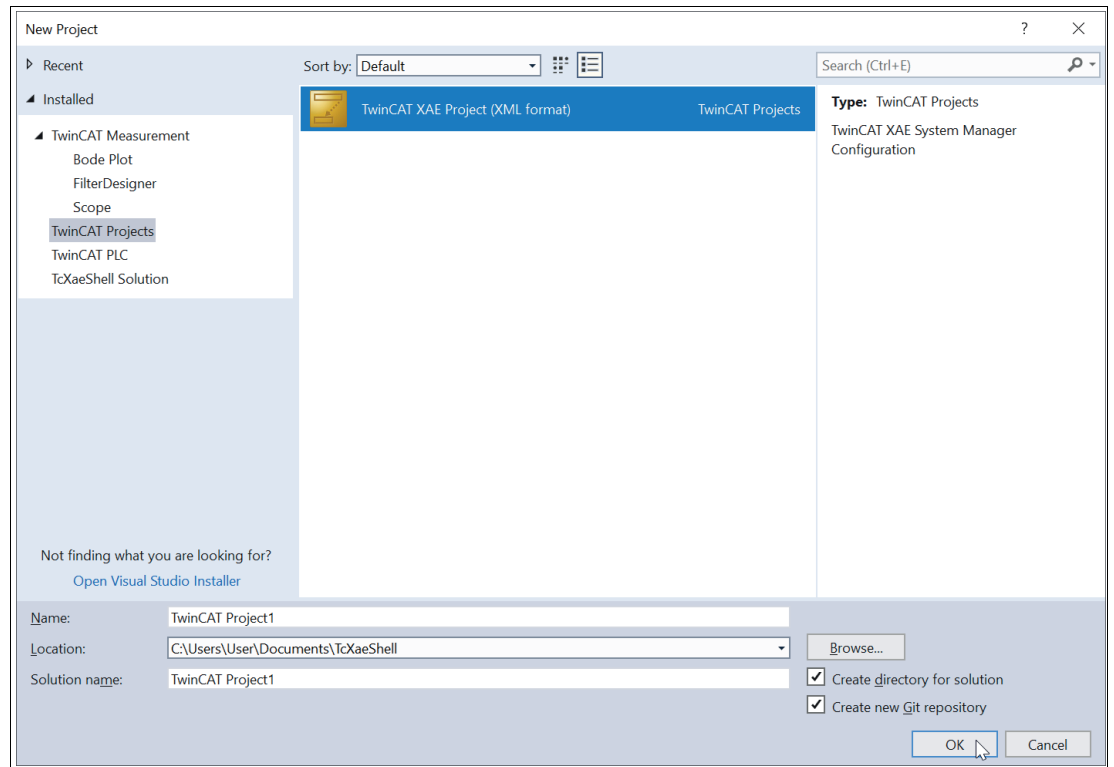 New Project
?
Recent
Sort by: Default
Search (Ctrl+E)
Installed
TwinCAT Measurement
Bode Plot
FilterDesigner
Scope
TwinCAT Projects
TwinCAT PLC
TcXaeShell Solution
TwinCAT XAE Project (XML format) TwinCAT Projects
Type: TwinCAT Projects
TwinCAT XAE System Manager
Configuration
Not finding what you are looking for?
Open Visual Studio Installer
Name: TwinCAT Project1
Location: C:\Users\User\Documents\TcXaeShell
Browse...
Solution name: TwinCAT Project1
Create directory for solution
Create new Git repository
OK
Cancel